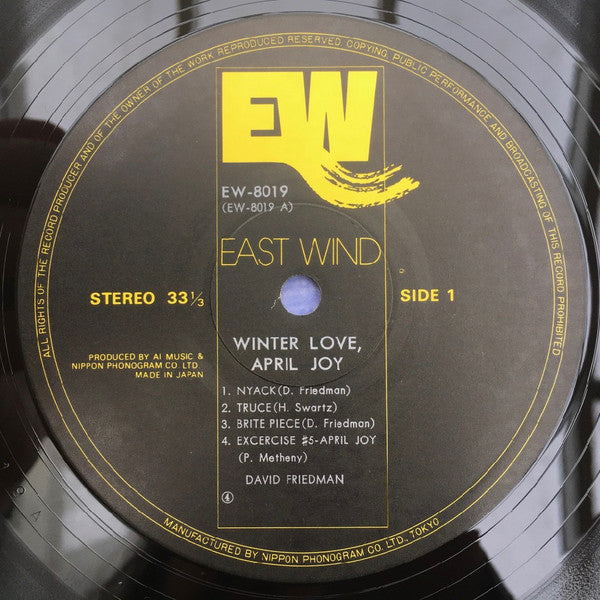 ALL RIGHTS OF THE RECORD PRODUCER AND OF THE OWNER OF THE WORK REPRODUCED RESERVED. COPYING, PUBLIC PERFORMANCE AND BROADCASTING OF THIS RECORD PROHIBITED
EW
EW-8019
(EW-8019 A)
EAST WIND
STEREO 33 1/3
SIDE 1
PRODUCED BY AI MUSIC &
NIPPON PHONOGRAM CO. LTD
MADE IN JAPAN
WINTER LOVE,
APRIL JOY
1. NYACK(D. Friedman)
2. TRUCE(H. Swartz)
3. BRITE PIECE(D. Friedman)
4. EXCERCISE #5-APRIL JOY
(P. Metheny)
DAVID FRIEDMAN
④
MANUFACTURED BY NIPPON PHONOGRAM CO. LTD., TOKYO